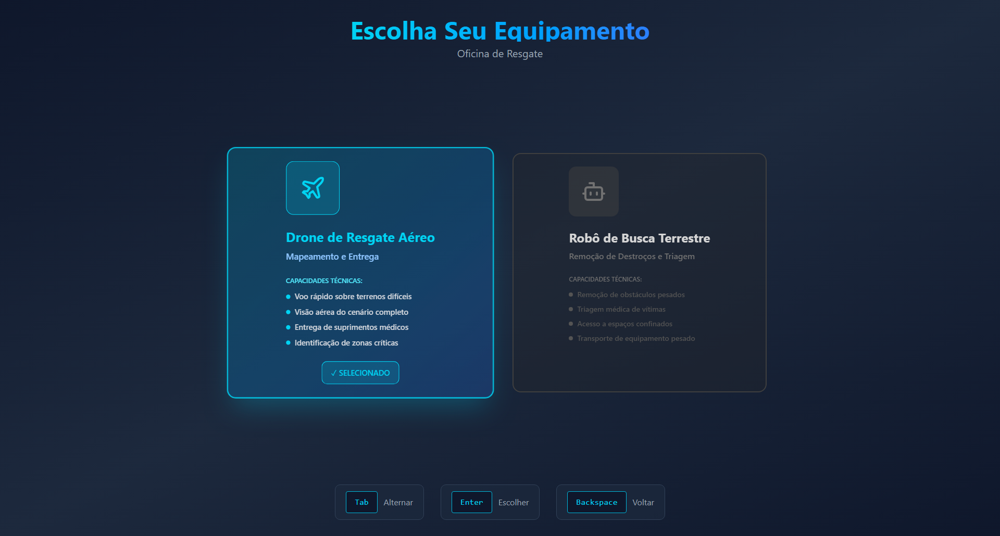 Escolha Seu Equipamento
Oficina de Resgate
Drone de Resgate Aéreo
Mapeamento e Entrega
CAPACIDADES TÉCNICAS:
Voo rápido sobre terrenos difíceis
Visão aérea do cenário completo
Entrega de suprimentos médicos
Identificação de zonas críticas
✓ SELECIONADO
Robô de Busca Terrestre
Remoção de Destroços e Triagem
CAPACIDADES TÉCNICAS:
Remoção de obstáculos pesados
Triagem médica de vítimas
Acesso a espaços confinados
Transporte de equipamento pesado
Tab Alternar
Enter Escolher
Backspace Voltar